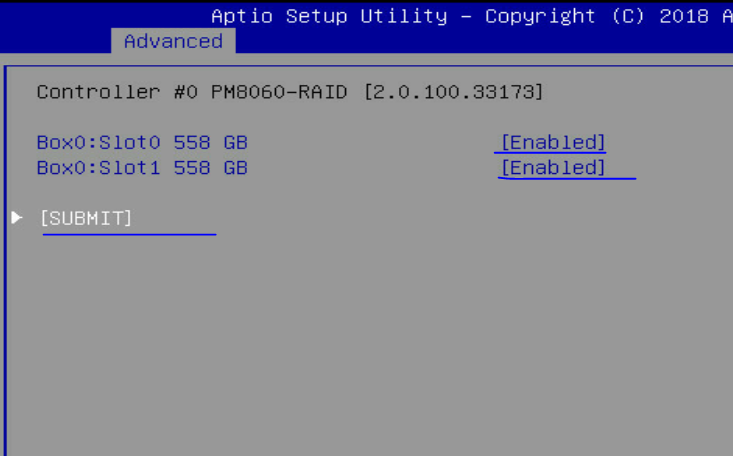 Aptio Setup Utility – Copyright (C) 2018 A
Advanced
Controller #0 PM8060-RAID [2.0.100.33173]
Box0:Slot0 558 GB [Enabled]
Box0:Slot1 558 GB [Enabled]
[SUBMIT]